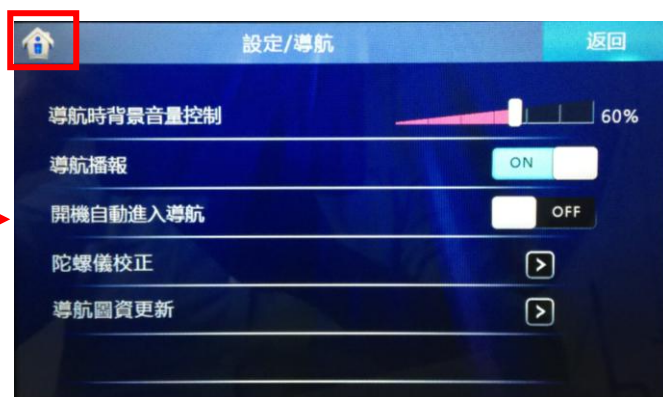 設定/導航
返回
導航時背景音量控制
60%
導航播報
ON
開機自動進入導航
OFF
陀螺儀校正
導航圖資更新